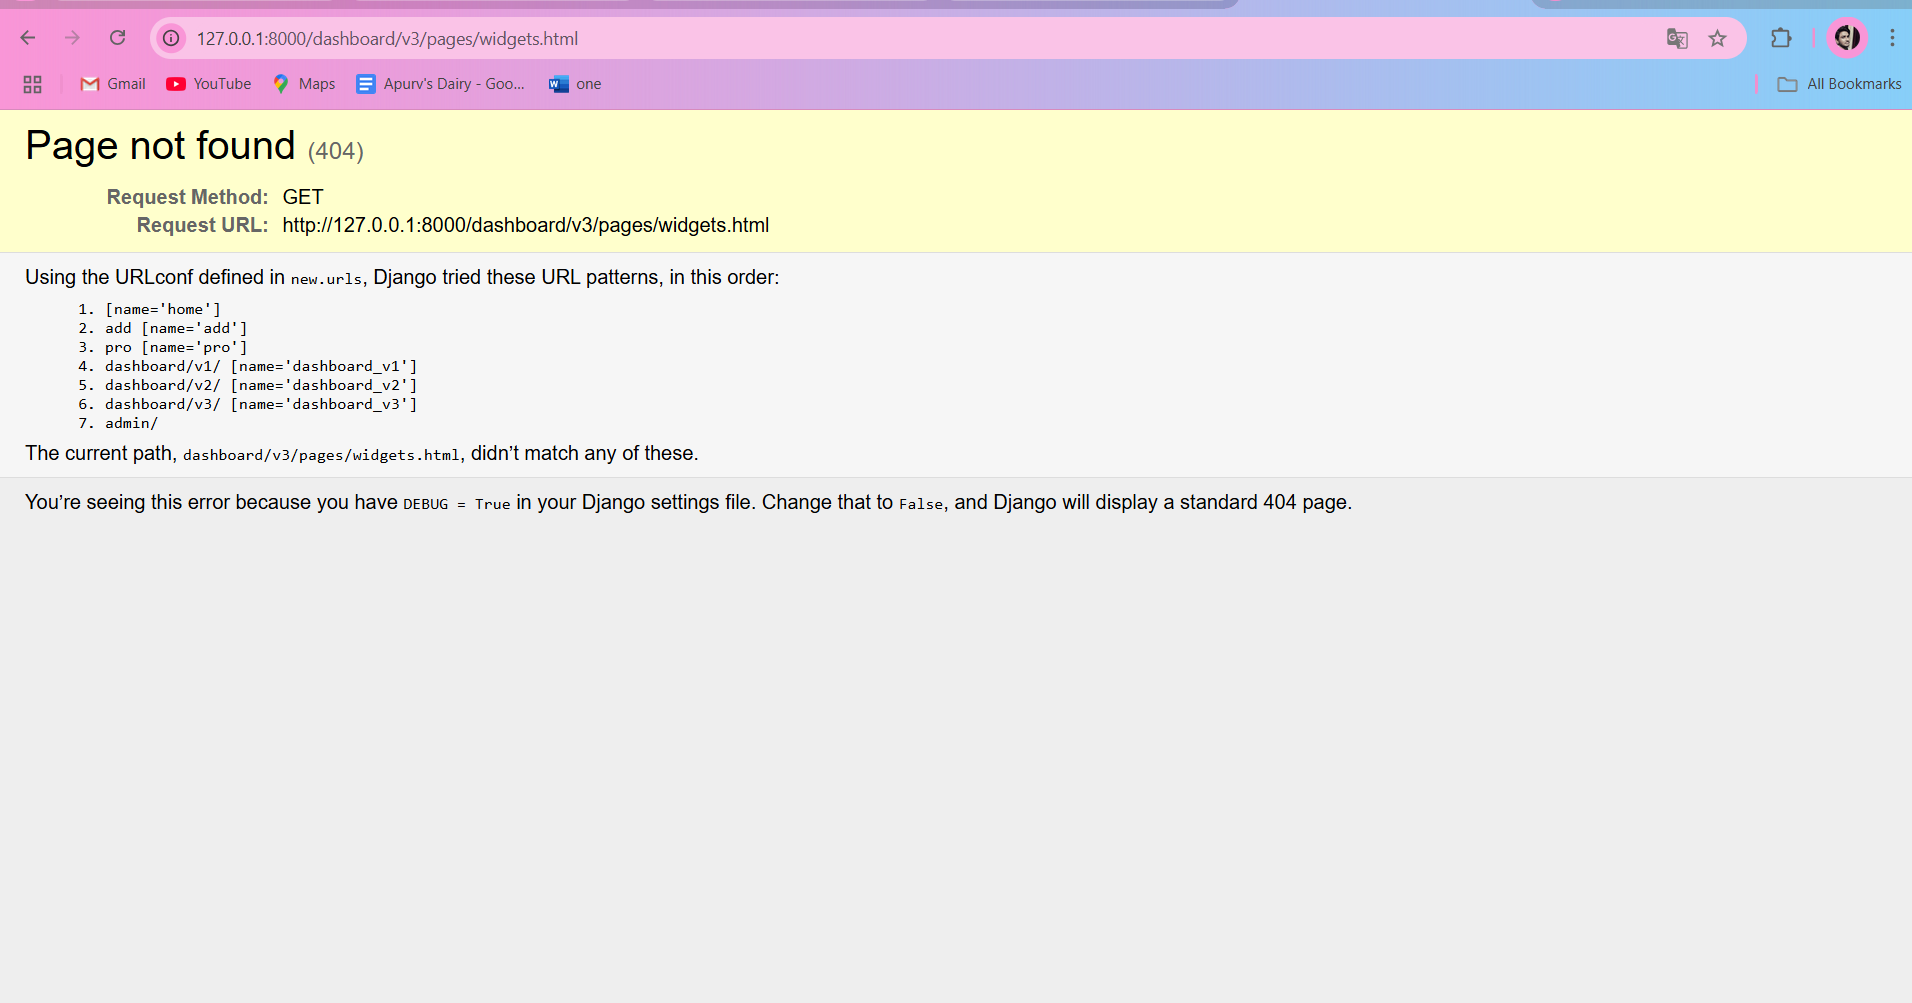 127.0.0.1:8000/dashboard/v3/pages/widgets.html
Gmail YouTube Maps Apurv's Dairy - Goo... one All Bookmarks
Page not found (404)
Request Method: GET
Request URL: http://127.0.0.1:8000/dashboard/v3/pages/widgets.html
Using the URLconf defined in new.urls, Django tried these URL patterns, in this order:
1. [name='home']
2. add [name='add']
3. pro [name='pro']
4. dashboard/v1/ [name='dashboard_v1']
5. dashboard/v2/ [name='dashboard_v2']
6. dashboard/v3/ [name='dashboard_v3']
7. admin/
The current path, dashboard/v3/pages/widgets.html, didn’t match any of these.
You’re seeing this error because you have DEBUG = True in your Django settings file. Change that to False, and Django will display a standard 404 page.